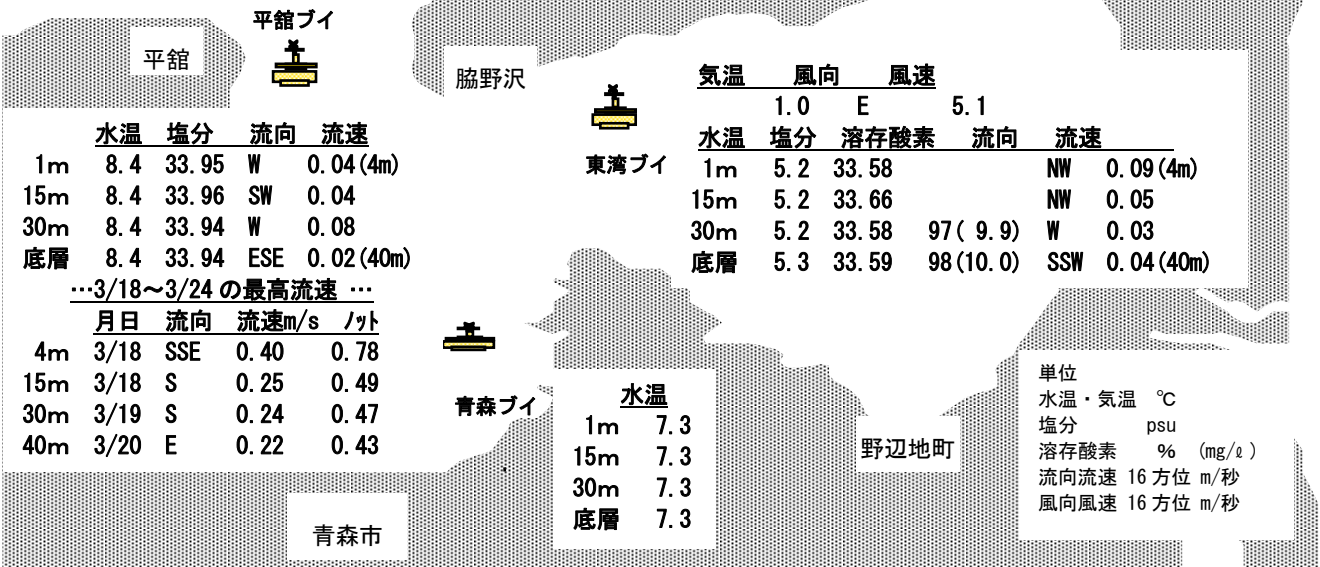 平舘ブイ
平舘
脇野沢
水温 塩分 流向 流速
1m 8.4 33.95 W 0.04(4m)
15m 8.4 33.96 SW 0.04
30m 8.4 33.94 W 0.08
底層 8.4 33.94 ESE 0.02(40m)
…3/18～3/24の最高流速 …
月日 流向 流速m/s ﾉｯﾄ
4m 3/18 SSE 0.40 0.78
15m 3/18 S 0.25 0.49
30m 3/19 S 0.24 0.47
40m 3/20 E 0.22 0.43
東湾ブイ
気温 風向 風速
1.0 E 5.1
水温 塩分 溶存酸素 流向 流速
1m 5.2 33.58 NW 0.09(4m)
15m 5.2 33.66 NW 0.05
30m 5.2 33.58 97( 9.9) W 0.03
底層 5.3 33.59 98(10.0) SSW 0.04(40m)
青森ブイ
水温
1m 7.3
15m 7.3
30m 7.3
底層 7.3
青森市
野辺地町
単位
水温・気温 ℃
塩分 psu
溶存酸素 % (mg/ℓ)
流向流速 16方位 m/秒
風向風速 16方位 m/秒